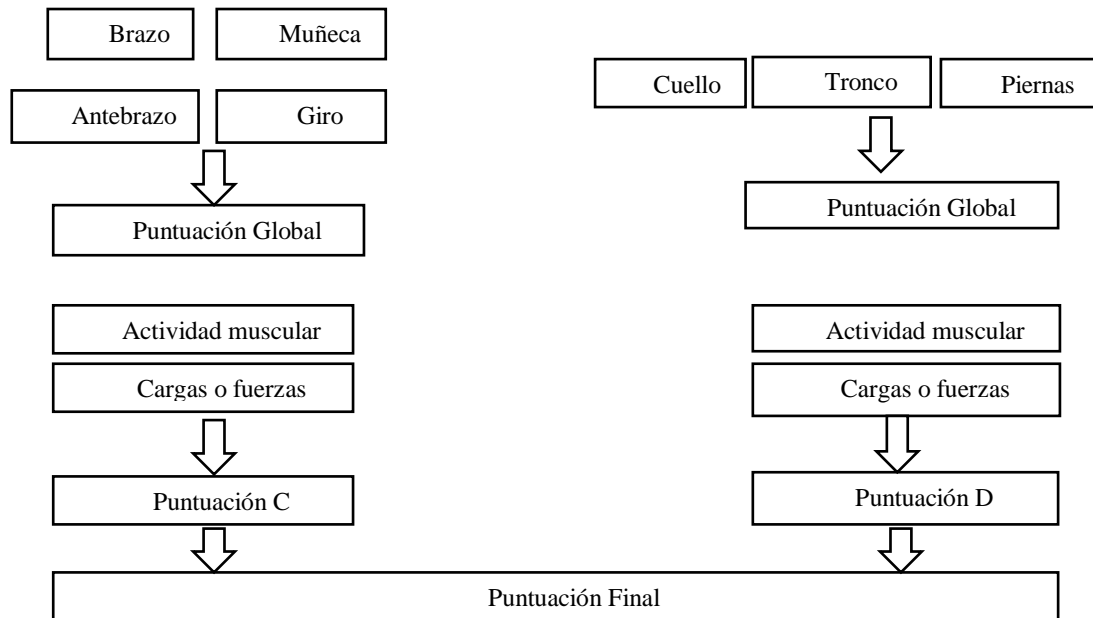 Brazo
Muñeca
Antebrazo
Giro
Puntuación Global
Actividad muscular
Cargas o fuerzas
Puntuación C
Cuello
Tronco
Piernas
Puntuación Global
Actividad muscular
Cargas o fuerzas
Puntuación D
Puntuación Final